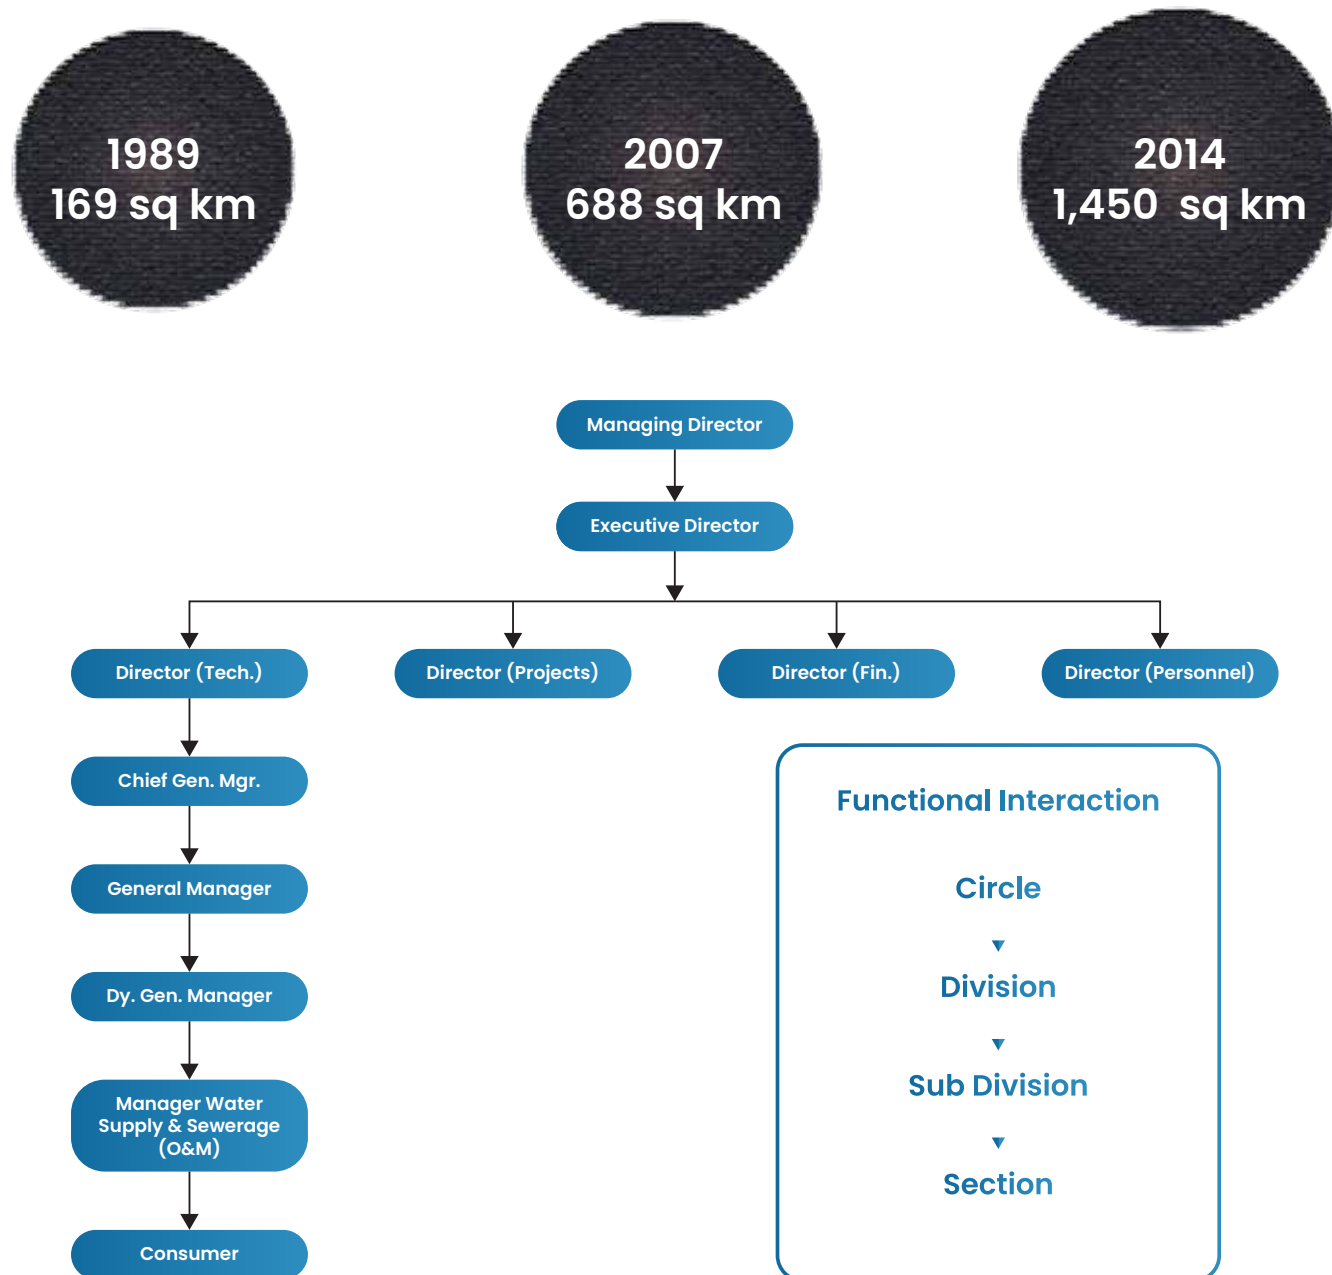 1989
169 sq km
2007
688 sq km
2014
1,450 sq km
Managing Director
Executive Director
Director (Tech.)
Director (Projects)
Director (Fin.)
Director (Personnel)
Chief Gen. Mgr.
General Manager
Dy. Gen. Manager
Manager Water
Supply & Sewerage
(O&M)
Consumer
Functional Interaction
Circle
Division
Sub Division
Section